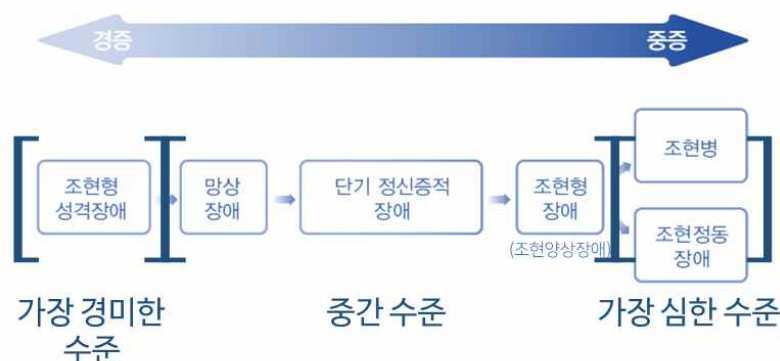 경증
중증
조현형
성격장애
망상
장애
단기 정신증적
장애
조현형
장애
(조현양상장애)
조현병
조현정동
장애
가장 경미한
수준
중간 수준
가장 심한 수준